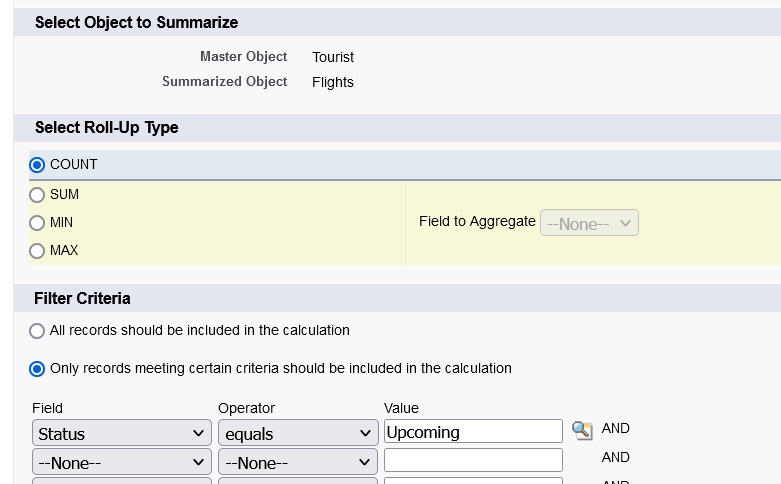 Select Object to Summarize
Master Object Tourist
Summarized Object Flights
Select Roll-Up Type
COUNT
SUM
MIN
Field to Aggregate --None--
MAX
Filter Criteria
All records should be included in the calculation
Only records meeting certain criteria should be included in the calculation
Field Operator Value
Status equals Upcoming AND
--None-- --None-- AND